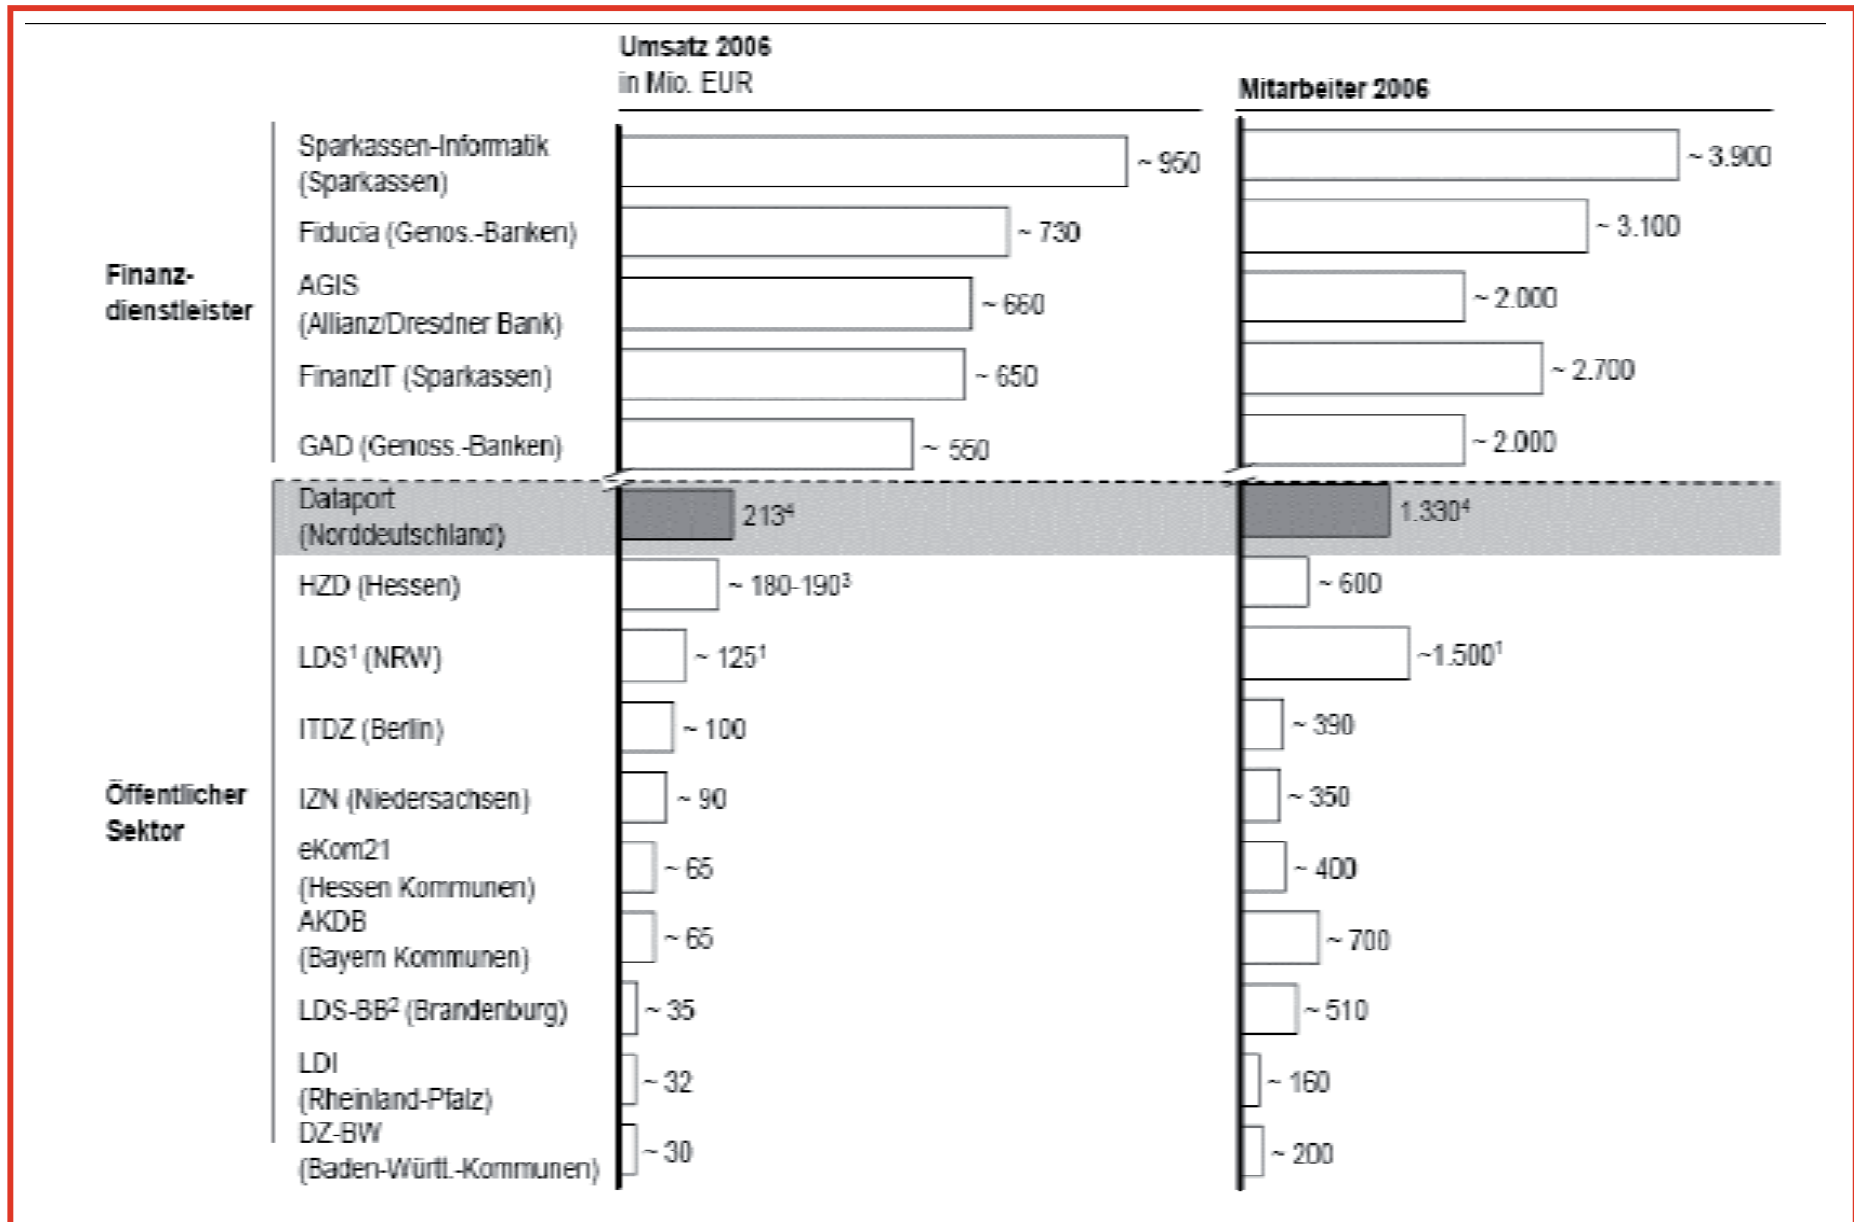 Umsatz 2006
in Mio. EUR
Mitarbeiter 2006
Finanz-
dienstleister
Sparkassen-Informatik
(Sparkassen)
~ 950
~ 3.900
Fiducia (Genos.-Banken)
~ 730
~ 3.100
AGIS
(Allianz/Dresdner Bank)
~ 660
~ 2.000
FinanzIT (Sparkassen)
~ 650
~ 2.700
GAD (Genoss.-Banken)
~ 550
~ 2.000
Öffentlicher
Sektor
Dataport
(Norddeutschland)
213⁴
1.330⁴
HZD (Hessen)
~ 180-190³
~ 600
LDS¹ (NRW)
~ 125¹
~1.500¹
ITDZ (Berlin)
~ 100
~ 390
IZN (Niedersachsen)
~ 90
~ 350
eKom21
(Hessen Kommunen)
~ 65
~ 400
AKDB
(Bayern Kommunen)
~ 65
~ 700
LDS-BB² (Brandenburg)
~ 35
~ 510
LDI
(Rheinland-Pfalz)
~ 32
~ 160
DZ-BW
(Baden-Württ.-Kommunen)
~ 30
~ 200